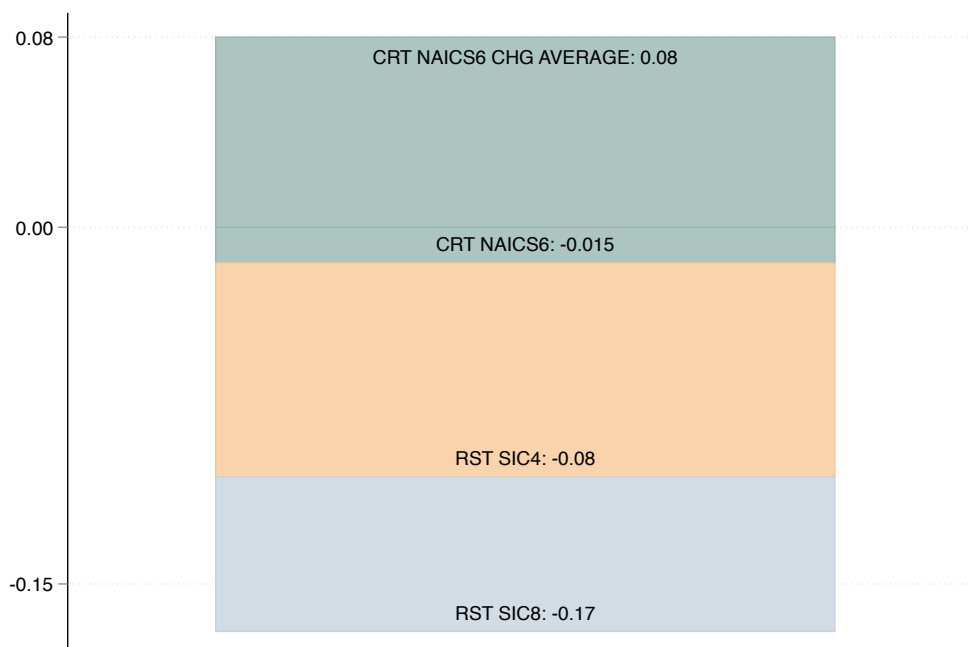 0.08
CRT NAICS6 CHG AVERAGE: 0.08
0.00
CRT NAICS6: -0.015
RST SIC4: -0.08
-0.15
RST SIC8: -0.17